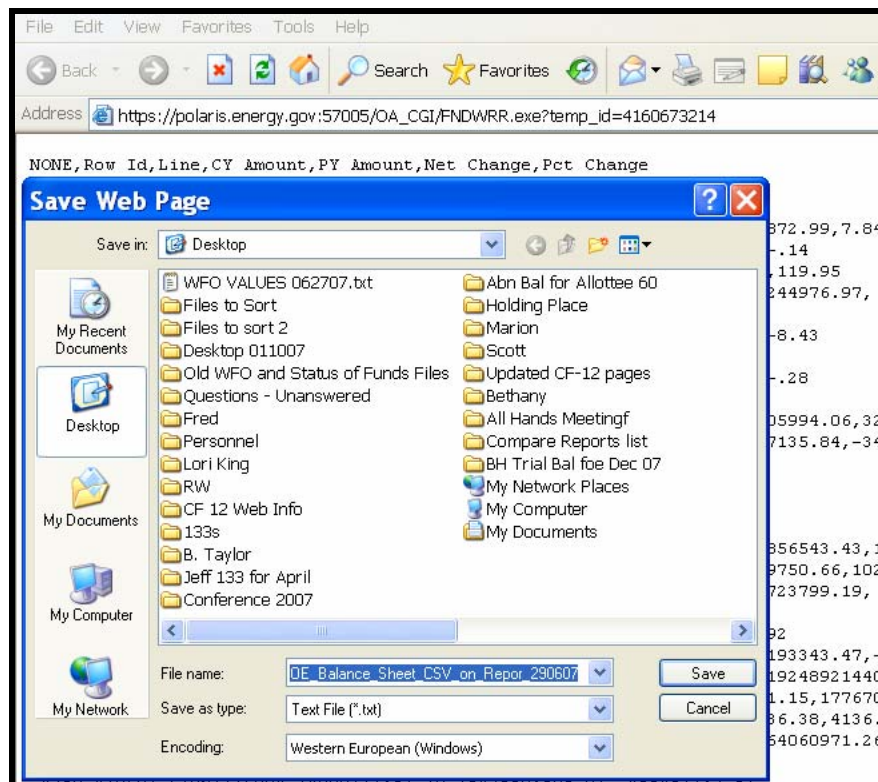 File Edit View Favorites Tools Help
Back Search Favorites
Address https://polaris.energy.gov:57005/OA_CGI/FNDWRR.exe?temp_id=4160673214
NONE,Row Id,Line,CY Amount,PY Amount,Net Change,Pct Change
Save Web Page
Save in: Desktop
My Recent Documents
Desktop
My Documents
My Computer
My Network
WFO VALUES 062707.txt
Files to Sort
Files to sort 2
Desktop 011007
Old WFO and Status of Funds Files
Questions - Unanswered
Fred
Personnel
Lori King
RW
CF 12 Web Info
133s
B. Taylor
Jeff 133 for April
Conference 2007
Abn Bal for Allottee 60
Holding Place
Marion
Scott
Updated CF-12 pages
Bethany
All Hands Meetingf
Compare Reports list
BH Trial Bal foe Dec 07
My Network Places
My Computer
My Documents
File name: OE_Balance_Sheet_CSV_on_Repor_290607
Save
Save as type: Text File (*.txt)
Cancel
Encoding: Western European (Windows)
372.99,7.84
-.14
,119.95
244976.97,
-8.43
-.28
05994.06,32
7135.84,-34
356543.43,1
9750.66,102
723799.19,
92
193343.47,-
19248921440
1.15,177670
36.38,4136.
54060971.26